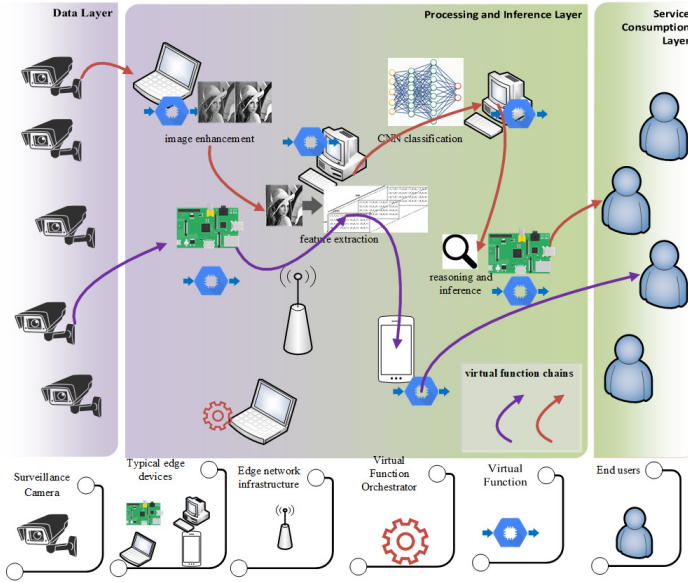 Data Layer
Processing and Inference Layer
Service
Consumption
Layer
image enhancement
CNN classification
feature extraction
reasoning and
inference
virtual function chains
Surveillance
Camera
Typical edge
devices
Edge network
infrastructure
Virtual
Function
Orchestrator
Virtual
Function
End users